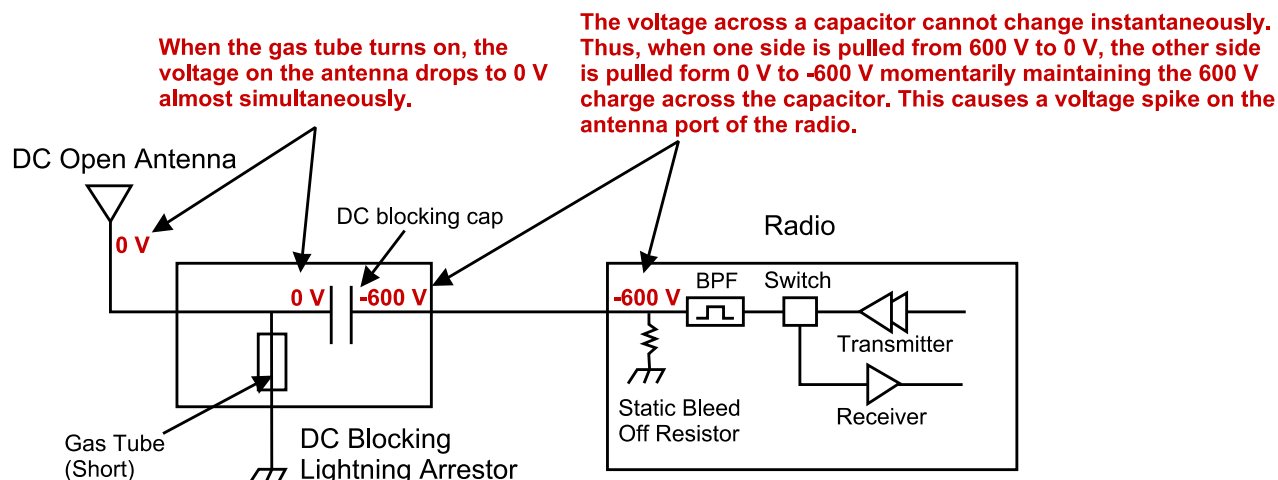 The voltage across a capacitor cannot change instantaneously.
Thus, when one side is pulled from 600 V to 0 V, the other side
is pulled form 0 V to -600 V momentarily maintaining the 600 V
charge across the capacitor. This causes a voltage spike on the
antenna port of the radio.
When the gas tube turns on, the
voltage on the antenna drops to 0 V
almost simultaneously.
DC Open Antenna
0 V
DC blocking cap
0 V
-600 V
Radio
-600 V
BPF
Switch
Transmitter
Receiver
Static Bleed
Off Resistor
Gas Tube
(Short)
DC Blocking
Lightning Arrestor